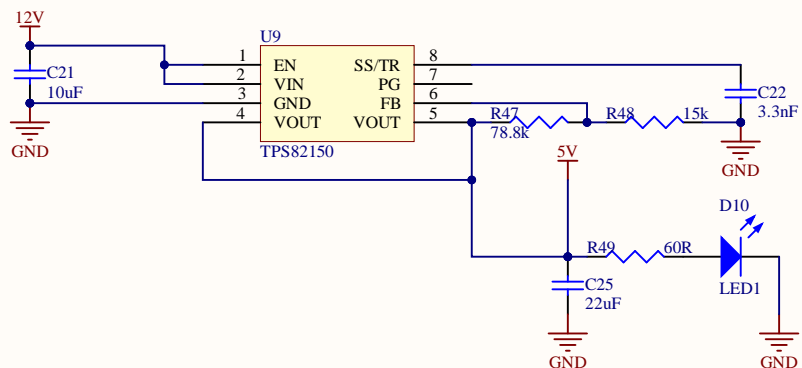 12V
C21
10uF
GND
U9
1 EN SS/TR 8
2 VIN PG 7
3 GND FB 6
4 VOUT VOUT 5
TPS82150
C22
3.3nF
GND
R47
78.8k
R48 15k
5V
R49 60R
D10
LED1
GND
C25
22uF
GND